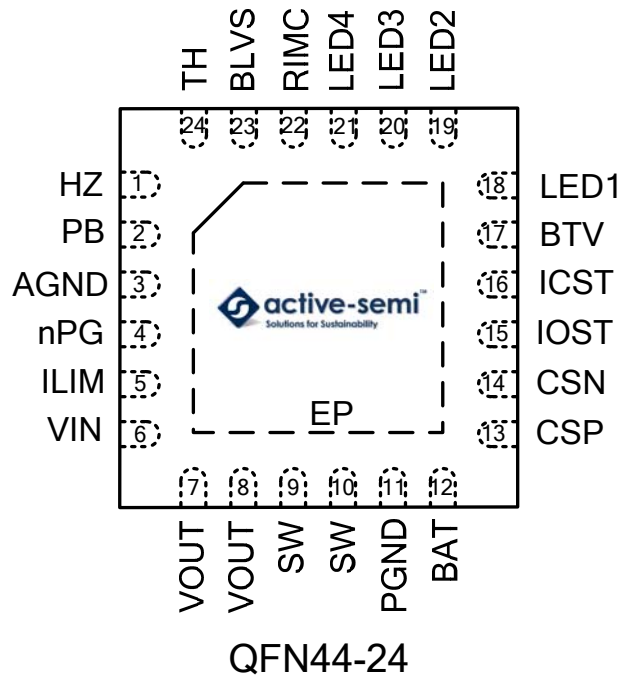 TH BLVS RIMC LED4 LED3 LED2
24 23 22 21 20 19
HZ 1 18 LED1
PB 2 17 BTV
AGND 3 16 ICST
nPG 4 15 IOST
ILIM 5 14 CSN
VIN 6 13 CSP
active-semi™
Solutions for Sustainability
EP
7 8 9 10 11 12
VOUT VOUT SW SW PGND BAT
QFN44-24